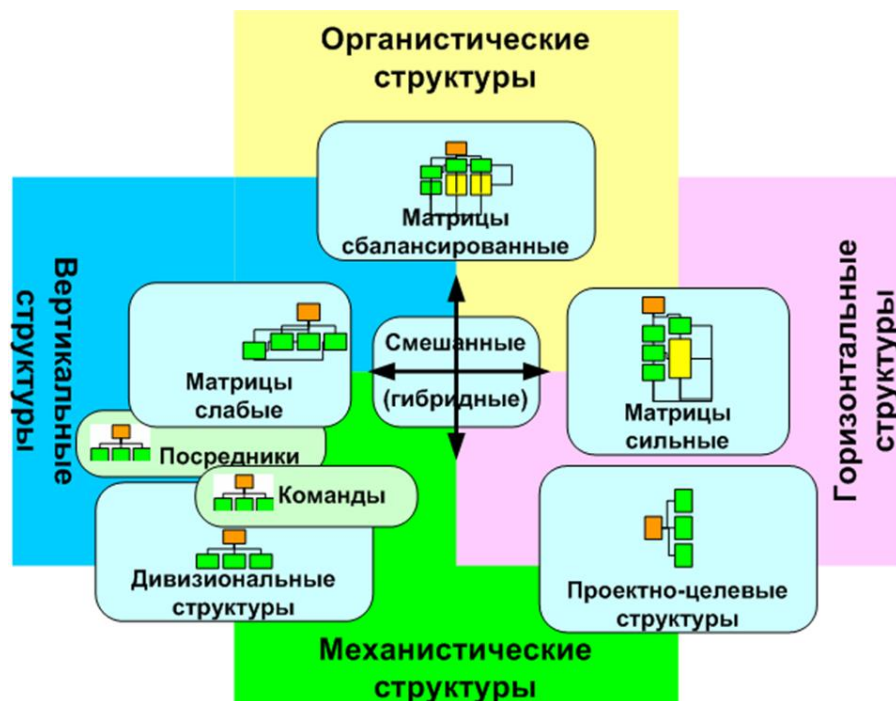 Органистические
структуры
Матрицы
сбалансированные
Вертикальные
структуры
Горизонтальные
структуры
Смешанные
(гибридные)
Матрицы
слабые
Матрицы
сильные
Посредники
Команды
Дивизиональные
структуры
Проектно-целевые
структуры
Механистические
структуры